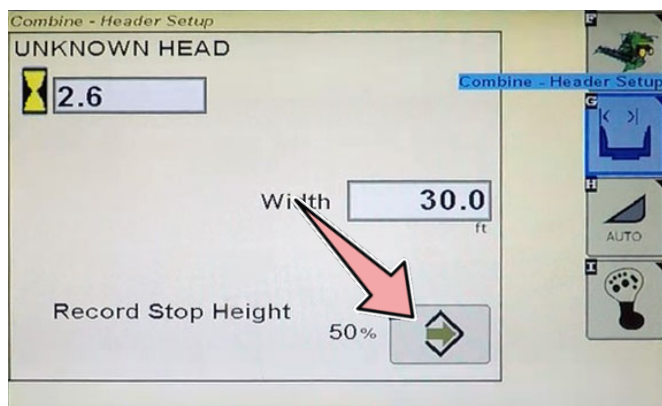 Combine - Header Setup
UNKNOWN HEAD
2.6
Combine - Header Setup
Width 30.0
ft
Record Stop Height
50%
F
G
H
AUTO
I